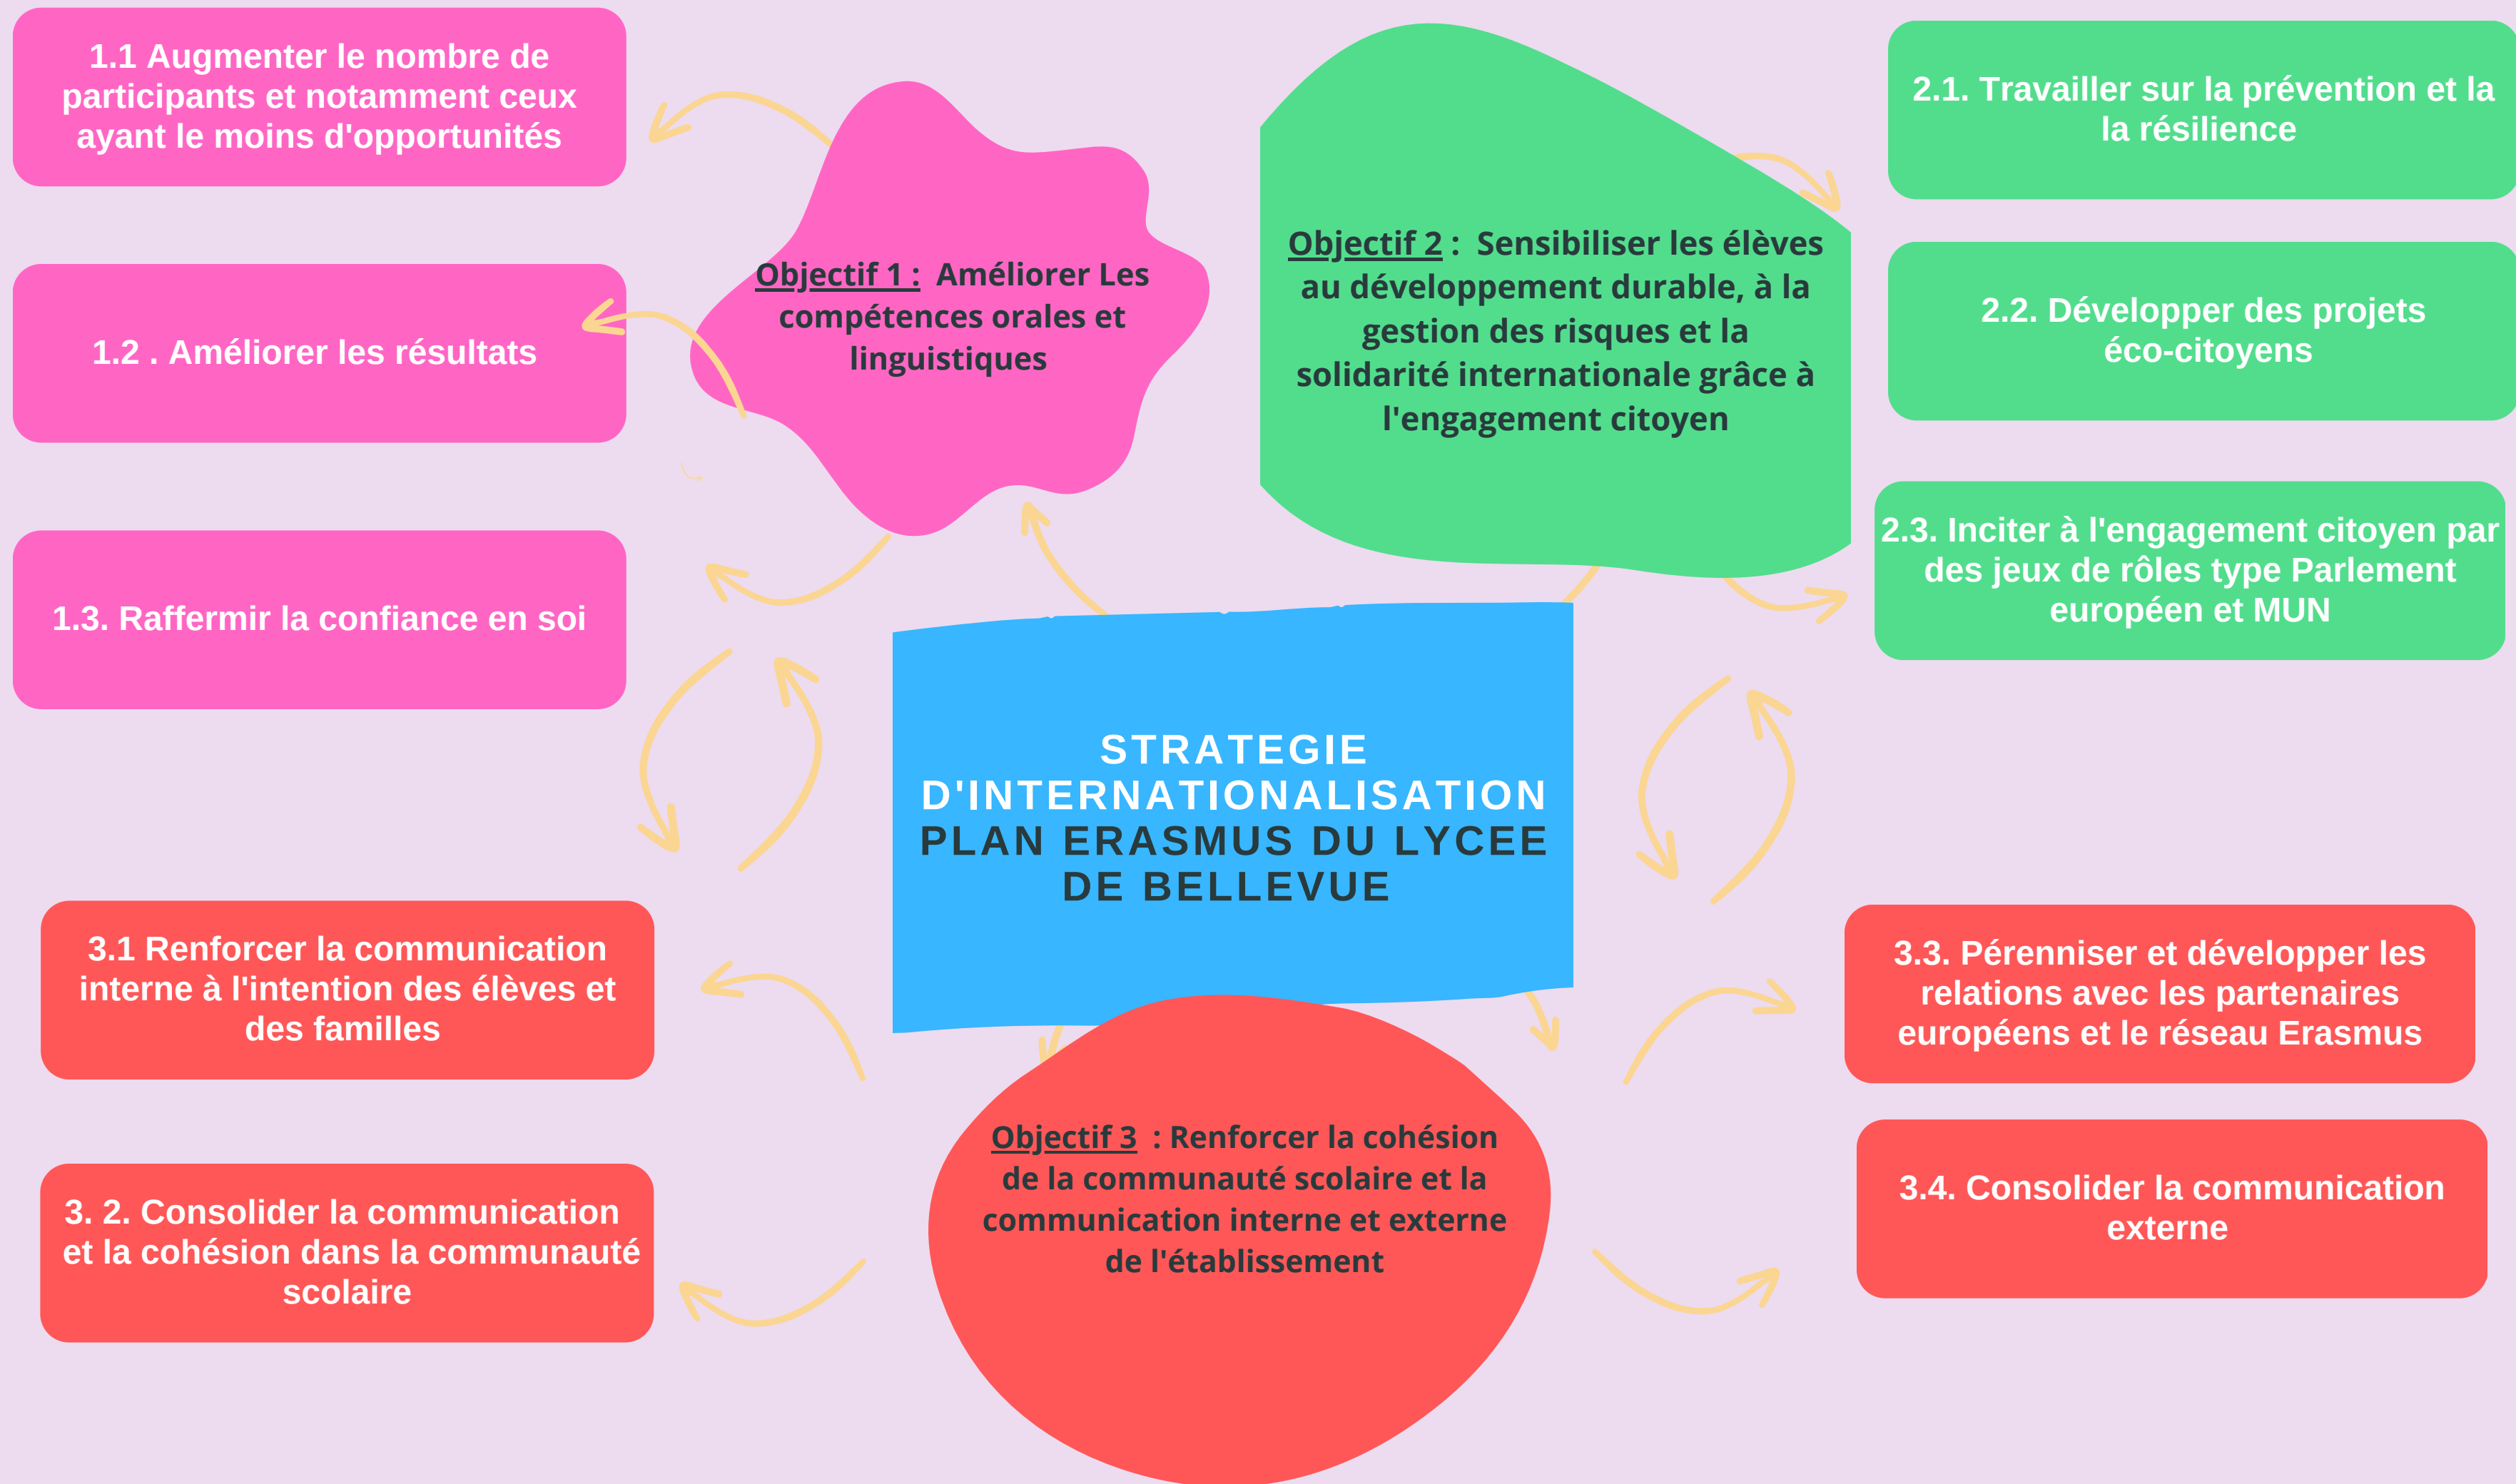 1.1 Augmenter le nombre de
participants et notamment ceux
ayant le moins d'opportunités
1.2 . Améliorer les résultats
1.3. Raffermir la confiance en soi
Objectif 1 : Améliorer Les
compétences orales et
linguistiques
Objectif 2 : Sensibiliser les élèves
au développement durable, à la
gestion des risques et la
solidarité internationale grâce à
l'engagement citoyen
2.1. Travailler sur la prévention et la
la résilience
2.2. Développer des projets
éco-citoyens
2.3. Inciter à l'engagement citoyen par
des jeux de rôles type Parlement
européen et MUN
STRATEGIE
D'INTERNATIONALISATION
PLAN ERASMUS DU LYCEE
DE BELLEVUE
3.1 Renforcer la communication
interne à l'intention des élèves et
des familles
3. 2. Consolider la communication
et la cohésion dans la communauté
scolaire
Objectif 3 : Renforcer la cohésion
de la communauté scolaire et la
communication interne et externe
de l'établissement
3.3. Pérenniser et développer les
relations avec les partenaires
européens et le réseau Erasmus
3.4. Consolider la communication
externe